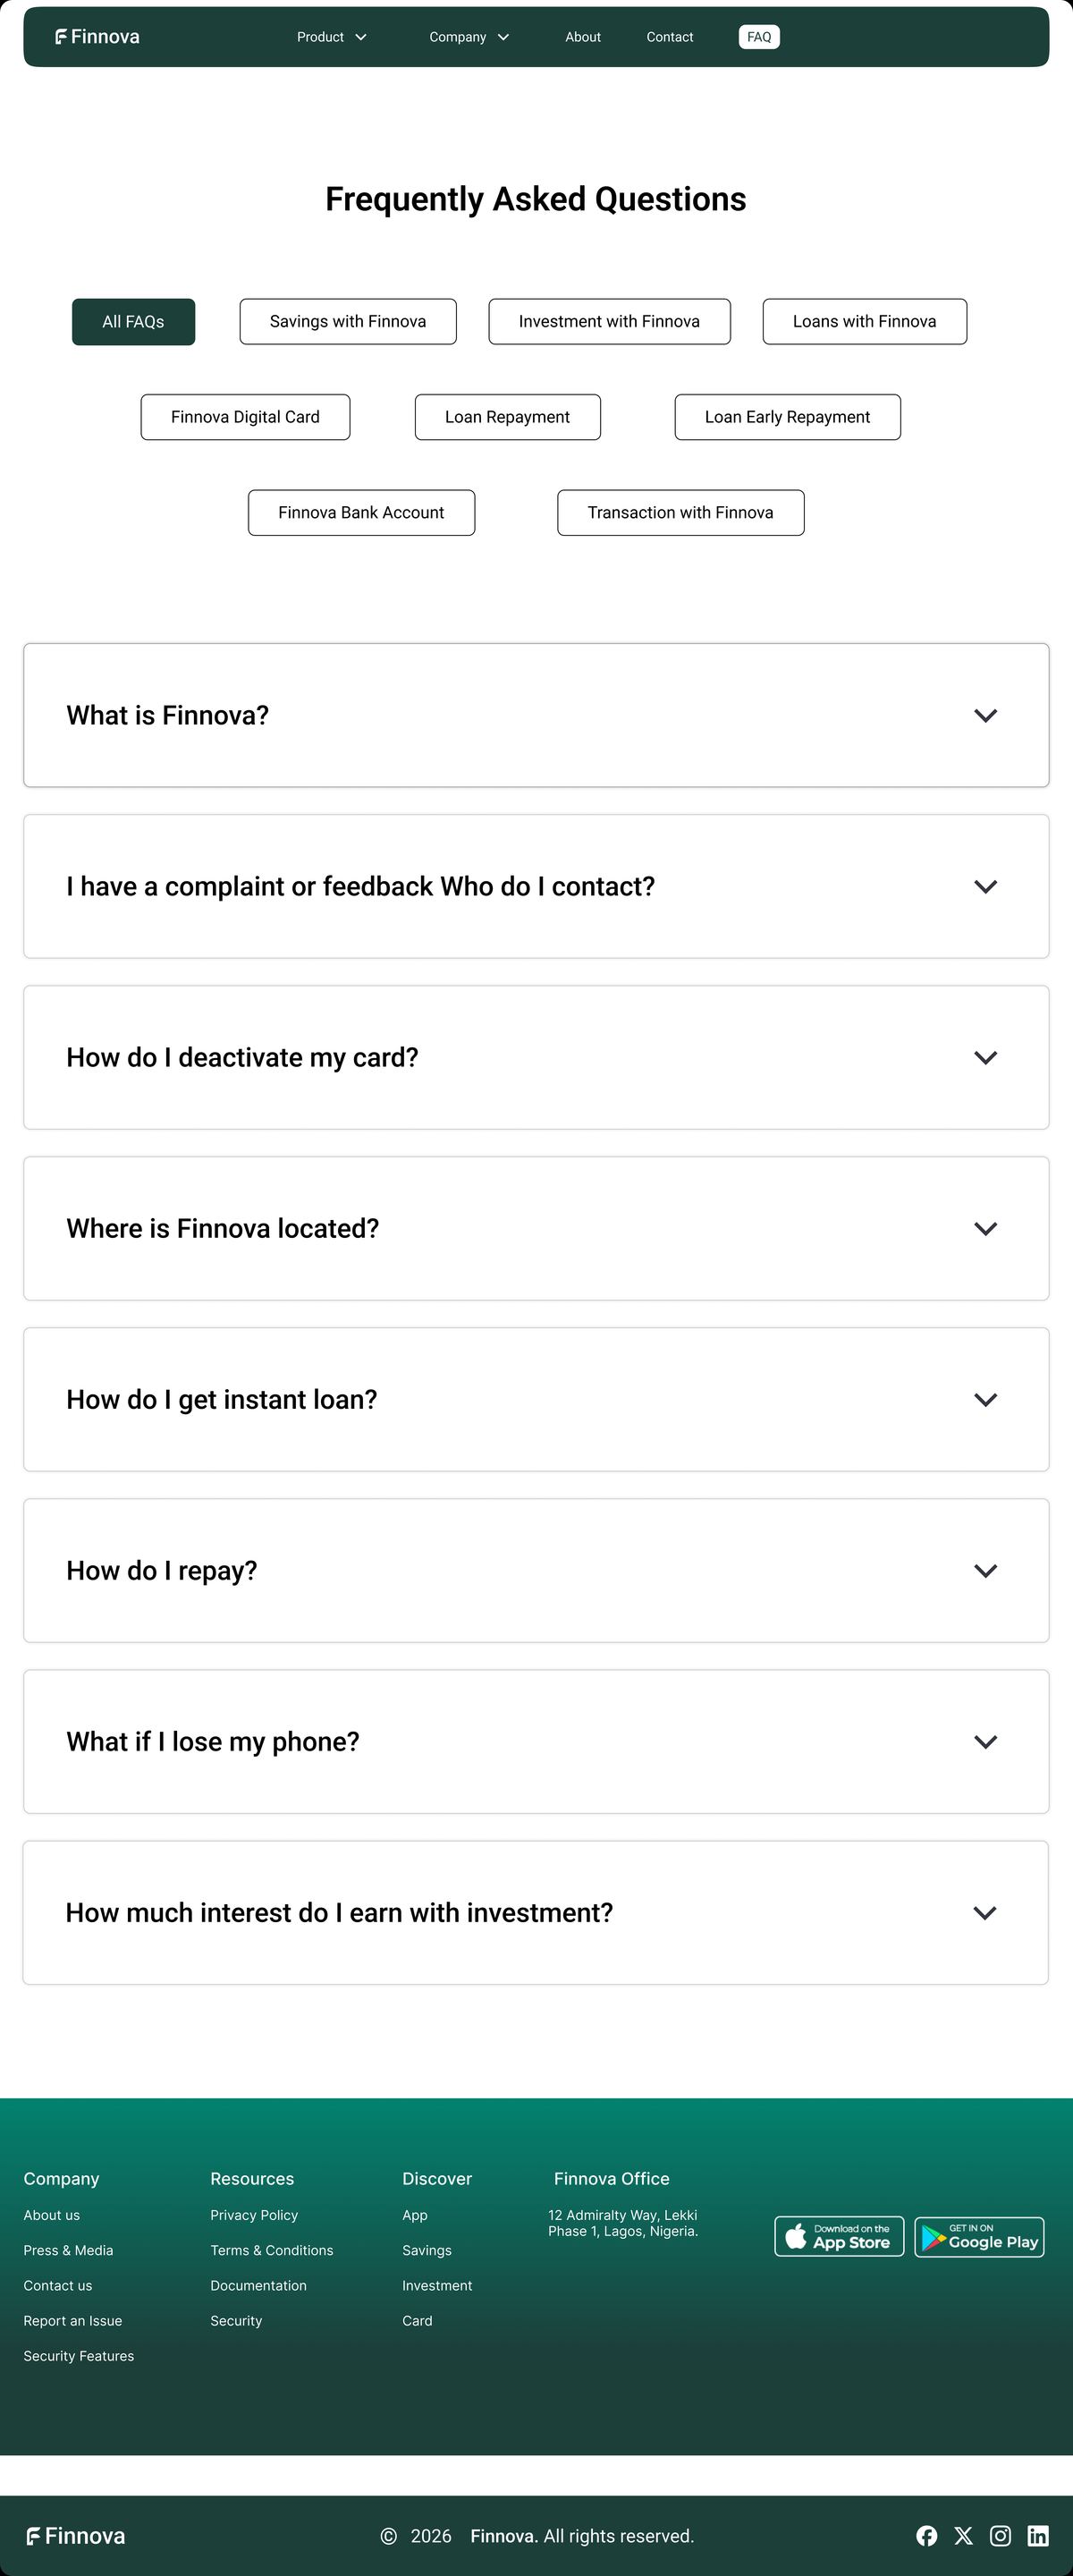 Finnova
Product
Company
About
Contact
FAQ
Frequently Asked Questions
All FAQs
Savings with Finnova
Investment with Finnova
Loans with Finnova
Finnova Digital Card
Loan Repayment
Loan Early Repayment
Finnova Bank Account
Transaction with Finnova
What is Finnova?
I have a complaint or feedback Who do I contact?
How do I deactivate my card?
Where is Finnova located?
How do I get instant loan?
How do I repay?
What if I lose my phone?
How much interest do I earn with investment?
Company
About us
Press & Media
Contact us
Report an Issue
Security Features
Resources
Privacy Policy
Terms & Conditions
Documentation
Security
Discover
App
Savings
Investment
Card
Finnova Office
12 Admiralty Way, Lekki
Phase 1, Lagos, Nigeria.
Download on the
App Store
GET IN ON
Google Play
Finnova
© 2026 Finnova. All rights reserved.